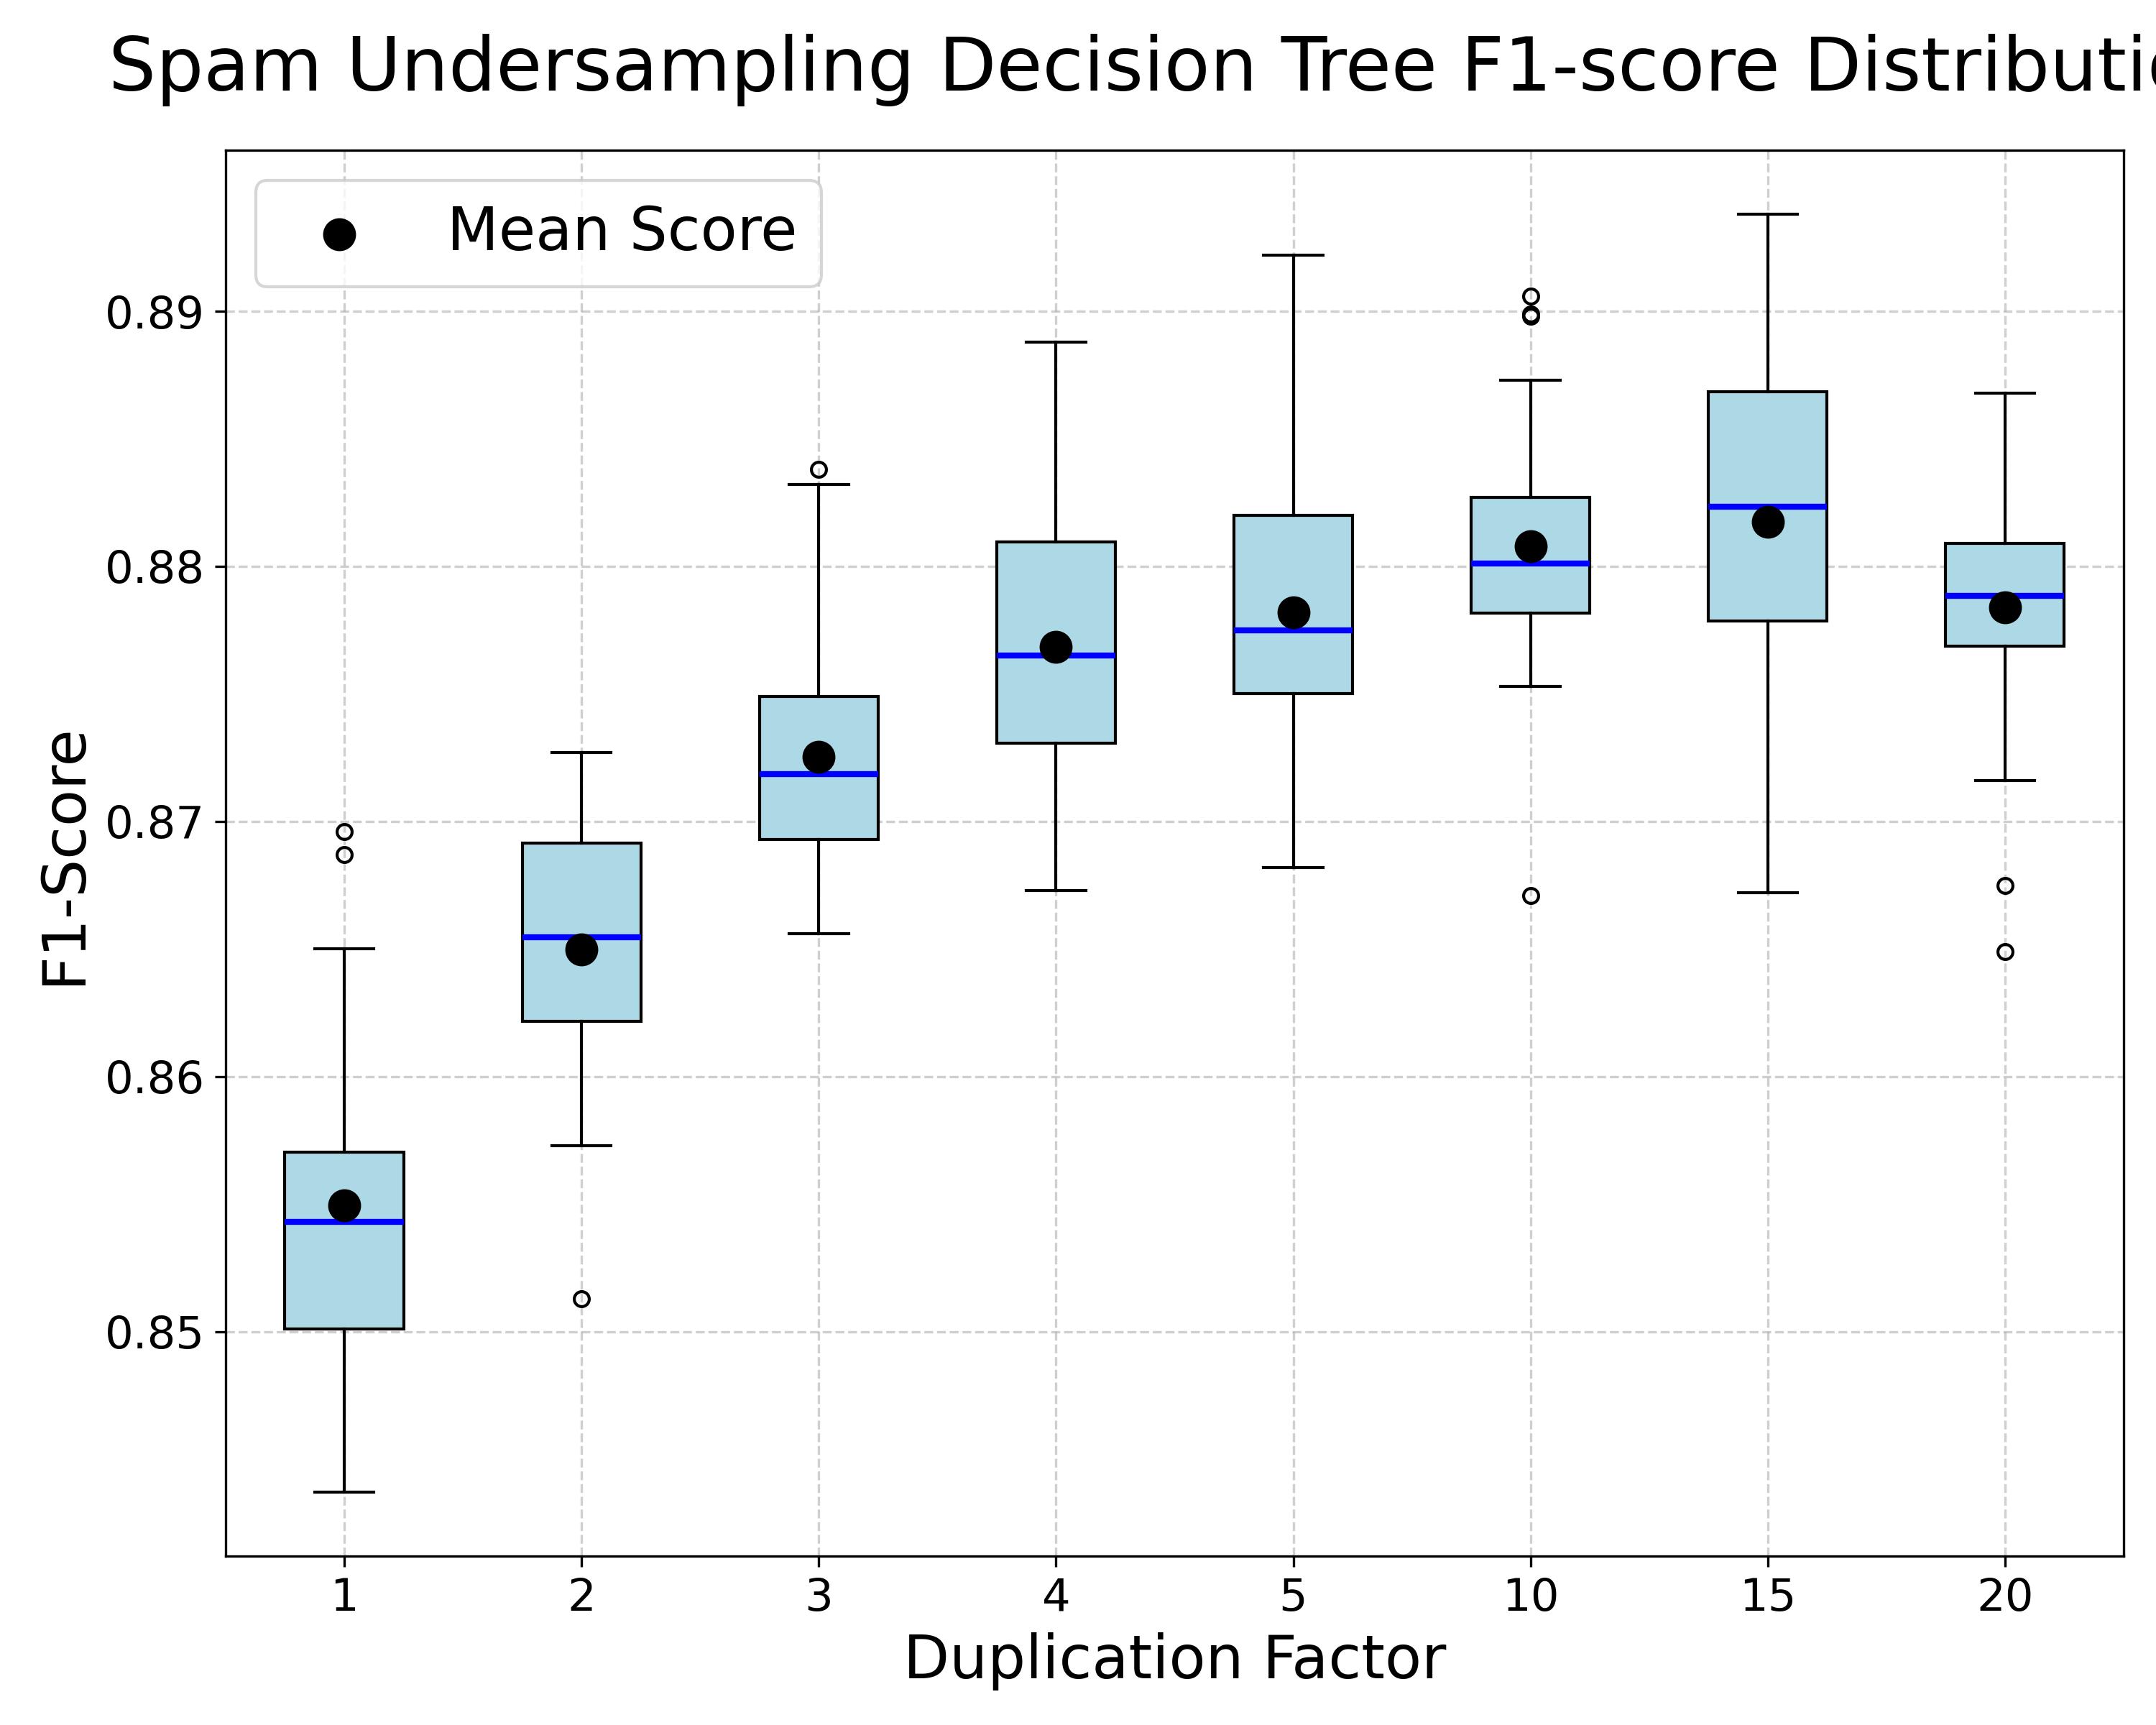 Spam Undersampling Decision Tree F1-score Distributi
Mean Score
F1-Score
0.89
0.88
0.87
0.86
0.85
1 2 3 4 5 10 15 20
Duplication Factor